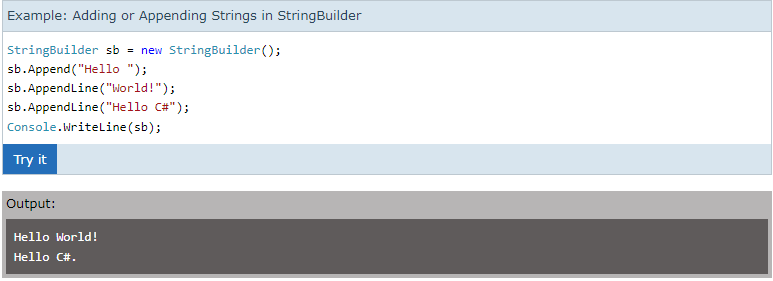 Example: Adding or Appending Strings in StringBuilder
StringBuilder sb = new StringBuilder();
sb.Append("Hello ");
sb.AppendLine("World!");
sb.AppendLine("Hello C#");
Console.WriteLine(sb);
Try it
Output:
Hello World!
Hello C#.